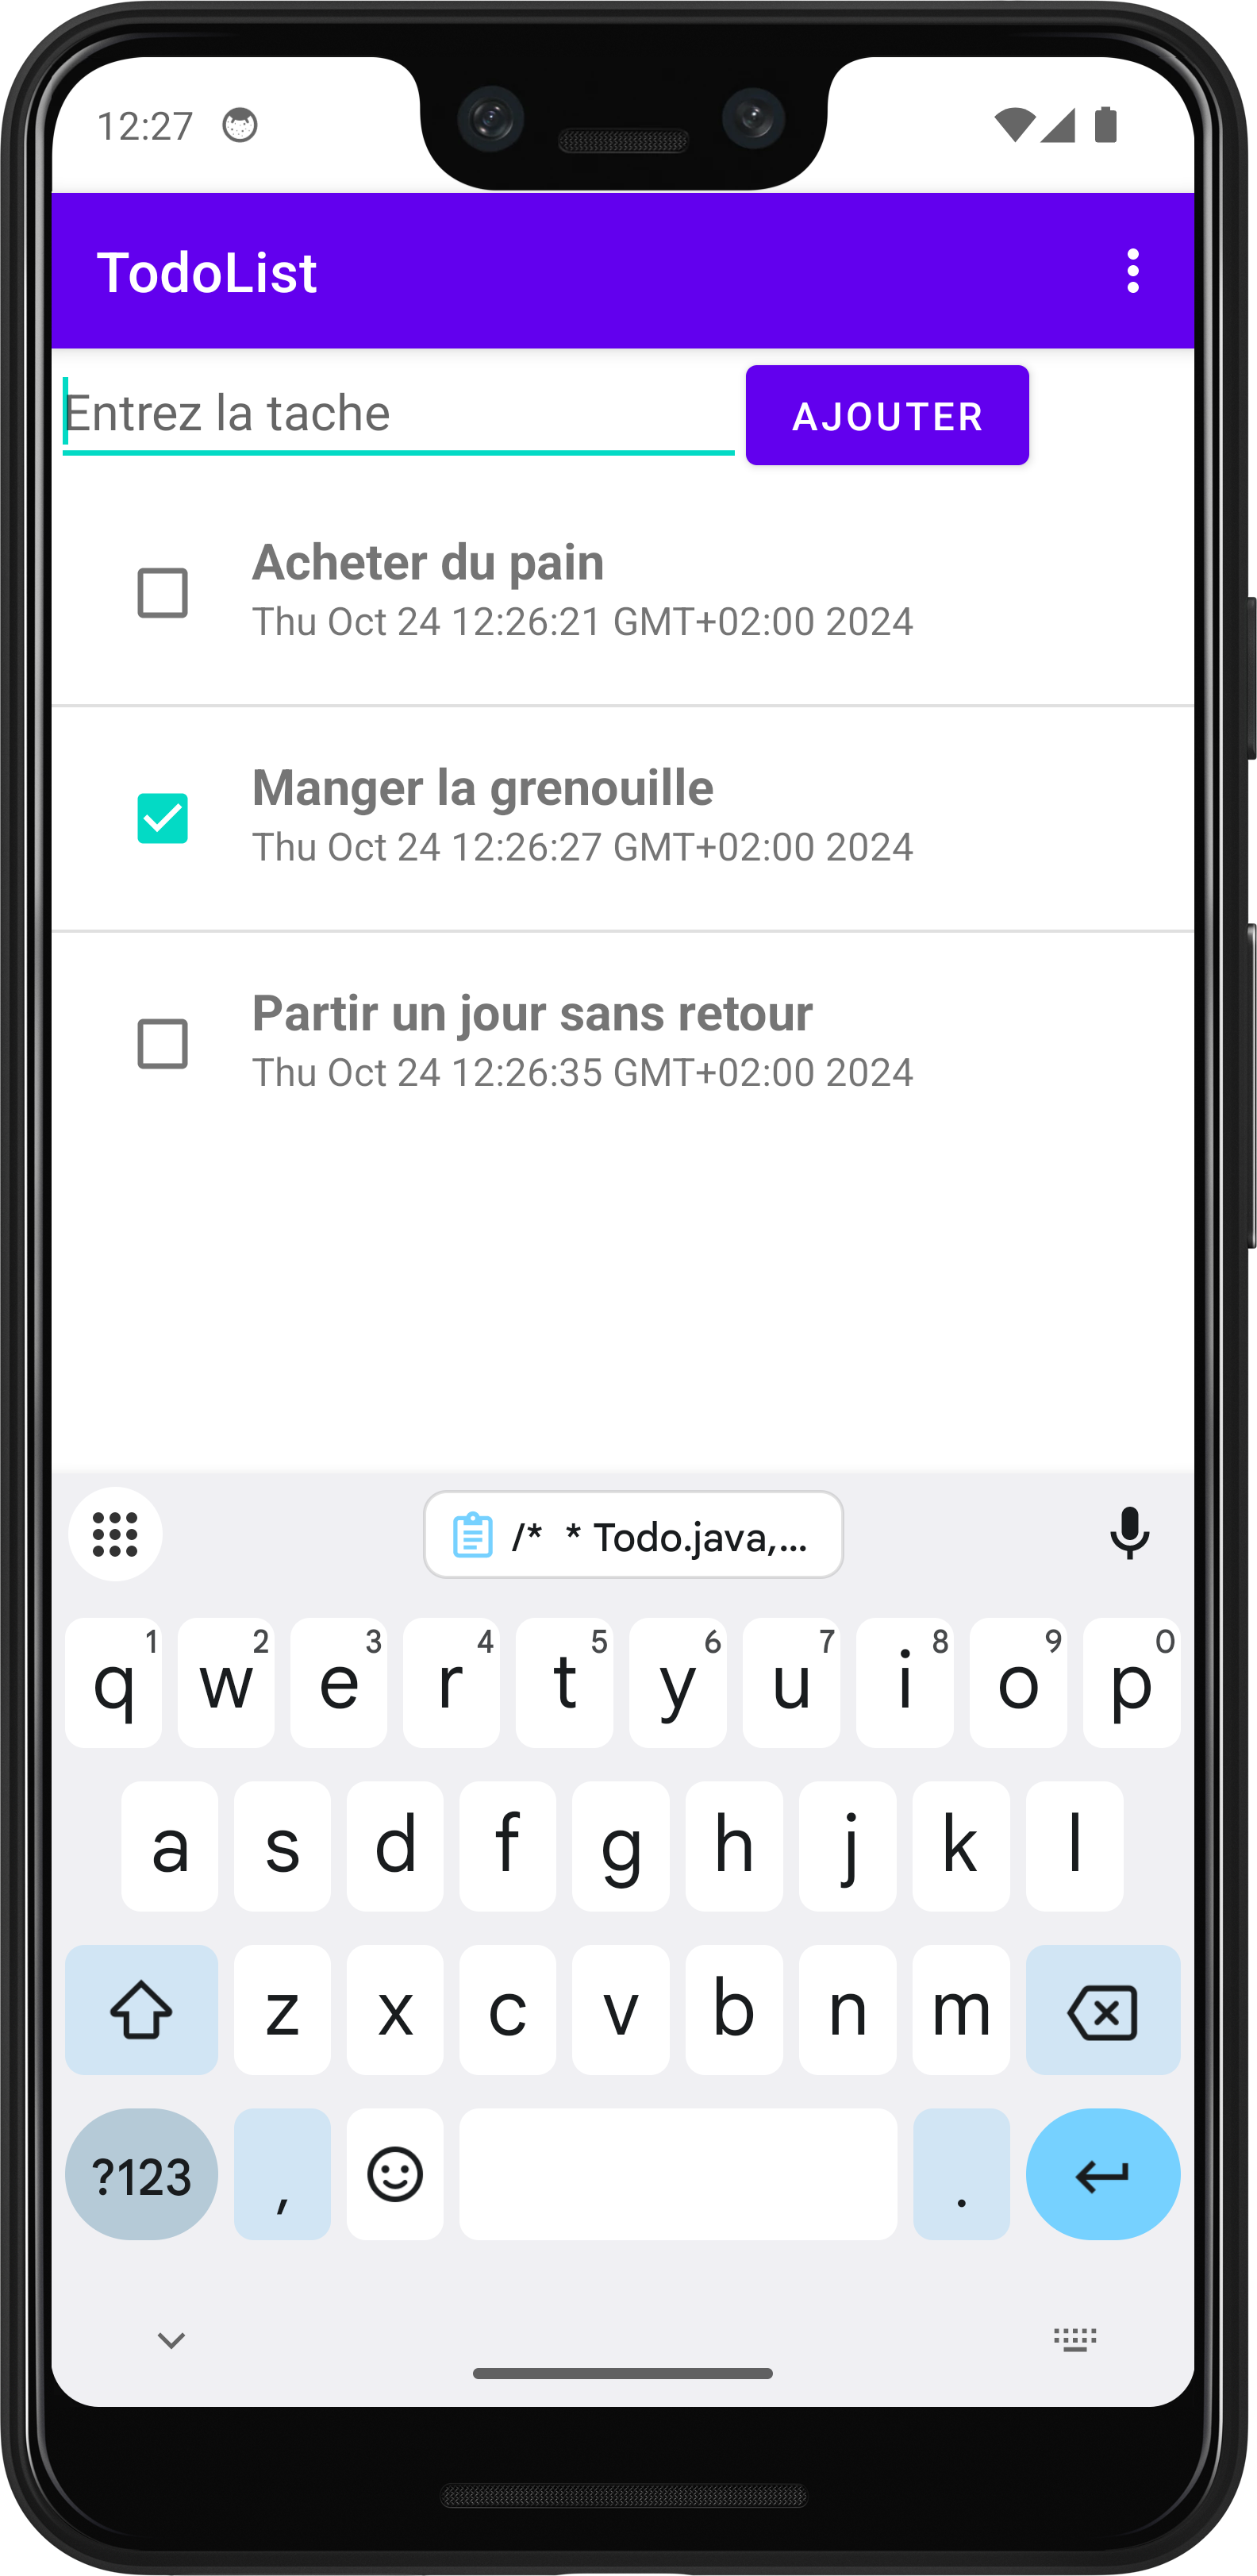 12:27
TodoList
Entrez la tache
AJOUTER
Acheter du pain
Thu Oct 24 12:26:21 GMT+02:00 2024
Manger la grenouille
Thu Oct 24 12:26:27 GMT+02:00 2024
Partir un jour sans retour
Thu Oct 24 12:26:35 GMT+02:00 2024
/*  * Todo.java,...
1 2 3 4 5 6 7 8 9 0
q w e r t y u i o p
a s d f g h j k l
z x c v b n m
?123 , .